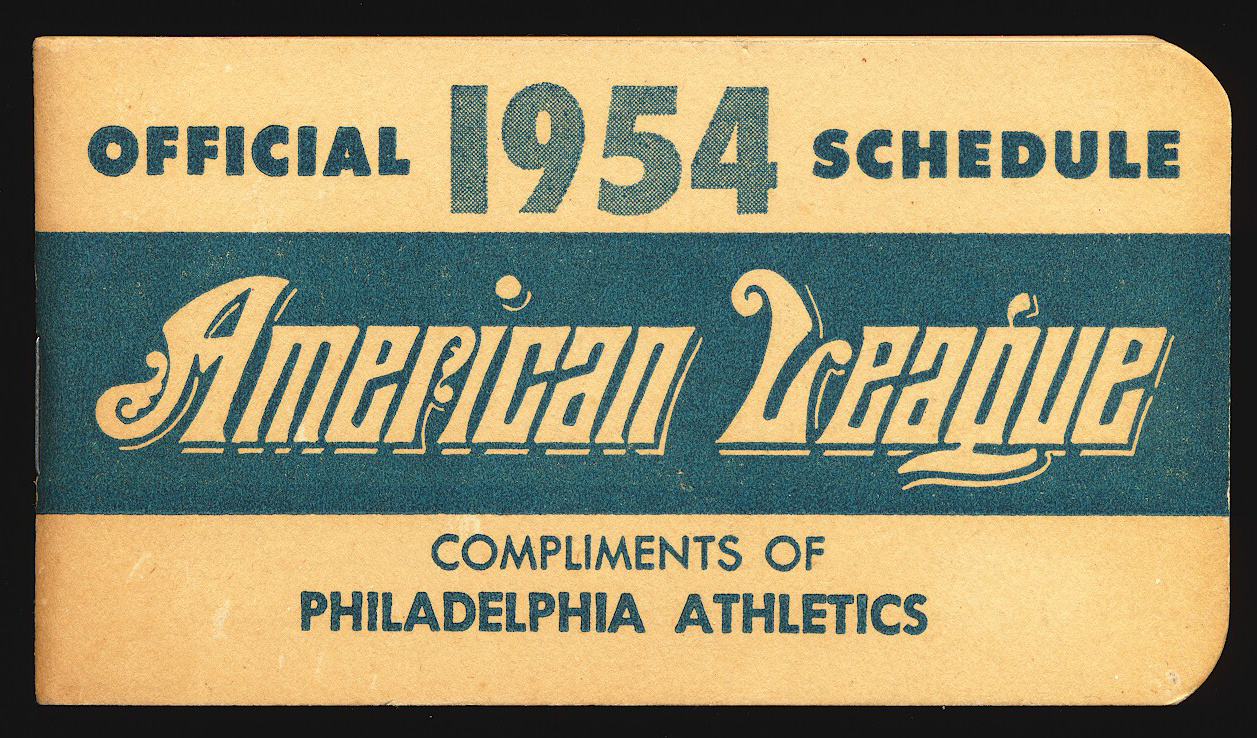 OFFICIAL 1954 SCHEDULE
American League
COMPLIMENTS OF
PHILADELPHIA ATHLETICS